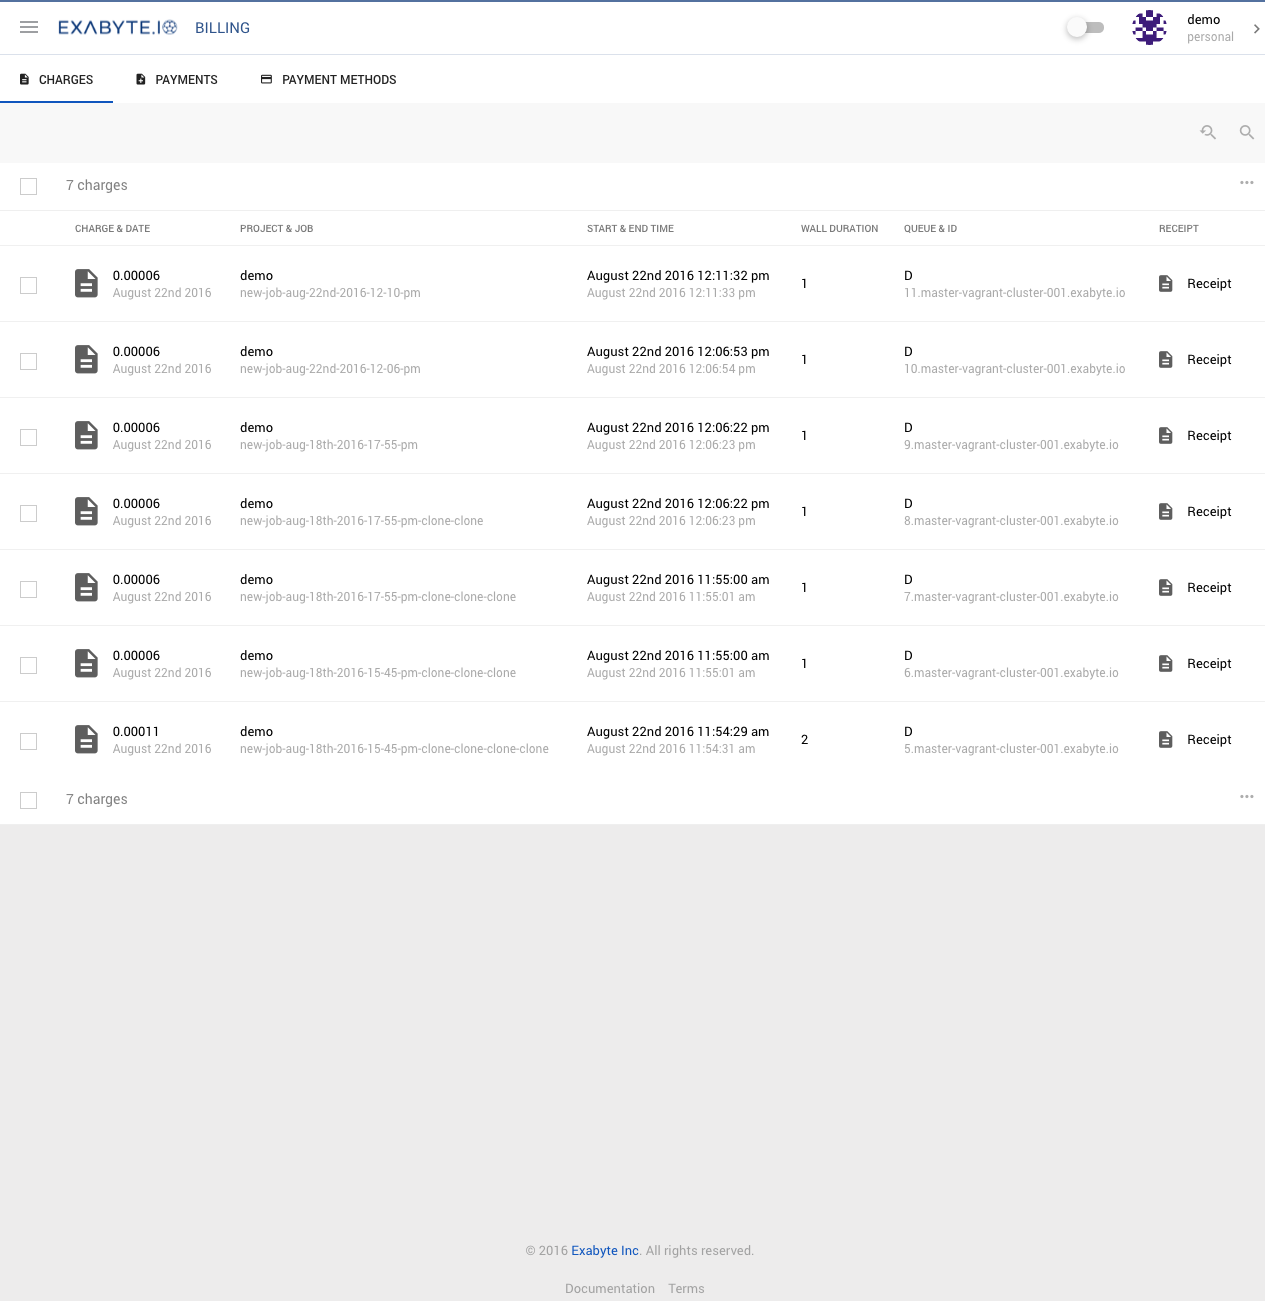 EXABYTE.IO BILLING
demo
personal
CHARGES PAYMENTS PAYMENT METHODS
7 charges
CHARGE & DATE PROJECT & JOB START & END TIME WALL DURATION QUEUE & ID RECEIPT
0.00006 demo August 22nd 2016 12:11:32 pm 1 D Receipt
August 22nd 2016 new-job-aug-22nd-2016-12-10-pm August 22nd 2016 12:11:33 pm 11.master-vagrant-cluster-001.exabyte.io
0.00006 demo August 22nd 2016 12:06:53 pm 1 D Receipt
August 22nd 2016 new-job-aug-22nd-2016-12-06-pm August 22nd 2016 12:06:54 pm 10.master-vagrant-cluster-001.exabyte.io
0.00006 demo August 22nd 2016 12:06:22 pm 1 D Receipt
August 22nd 2016 new-job-aug-18th-2016-17-55-pm August 22nd 2016 12:06:23 pm 9.master-vagrant-cluster-001.exabyte.io
0.00006 demo August 22nd 2016 12:06:22 pm 1 D Receipt
August 22nd 2016 new-job-aug-18th-2016-17-55-pm-clone-clone August 22nd 2016 12:06:23 pm 8.master-vagrant-cluster-001.exabyte.io
0.00006 demo August 22nd 2016 11:55:00 am 1 D Receipt
August 22nd 2016 new-job-aug-18th-2016-17-55-pm-clone-clone-clone August 22nd 2016 11:55:01 am 7.master-vagrant-cluster-001.exabyte.io
0.00006 demo August 22nd 2016 11:55:00 am 1 D Receipt
August 22nd 2016 new-job-aug-18th-2016-15-45-pm-clone-clone-clone August 22nd 2016 11:55:01 am 6.master-vagrant-cluster-001.exabyte.io
0.00011 demo August 22nd 2016 11:54:29 am 2 D Receipt
August 22nd 2016 new-job-aug-18th-2016-15-45-pm-clone-clone-clone-clone August 22nd 2016 11:54:31 am 5.master-vagrant-cluster-001.exabyte.io
7 charges
© 2016 Exabyte Inc. All rights reserved.
Documentation Terms